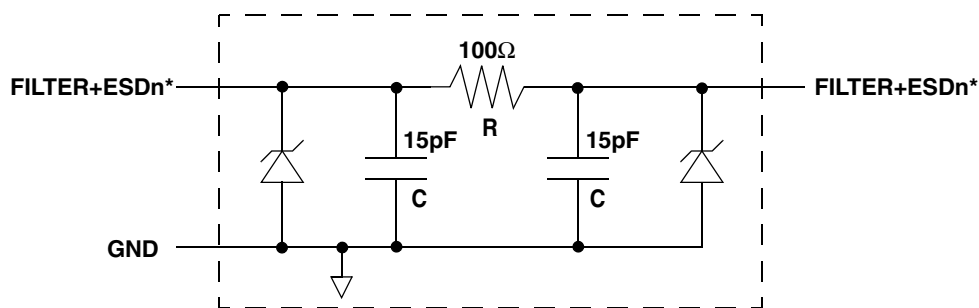 100Ω
FILTER+ESDn*
FILTER+ESDn*
R
15pF
15pF
C
C
GND